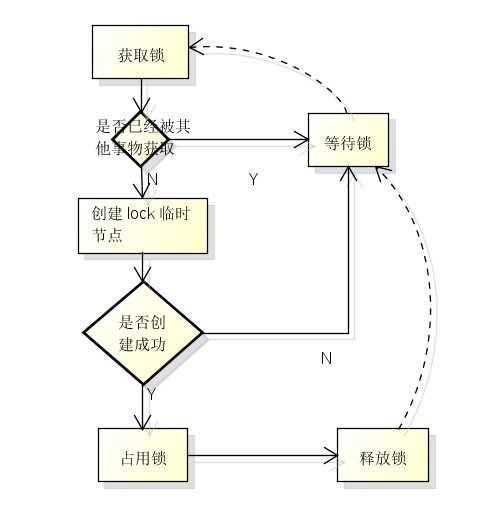 获取锁
是否已经被其
他事物获取
等待锁
N
Y
创建 lock 临时
节点
是否创
建成功
N
Y
占用锁
释放锁